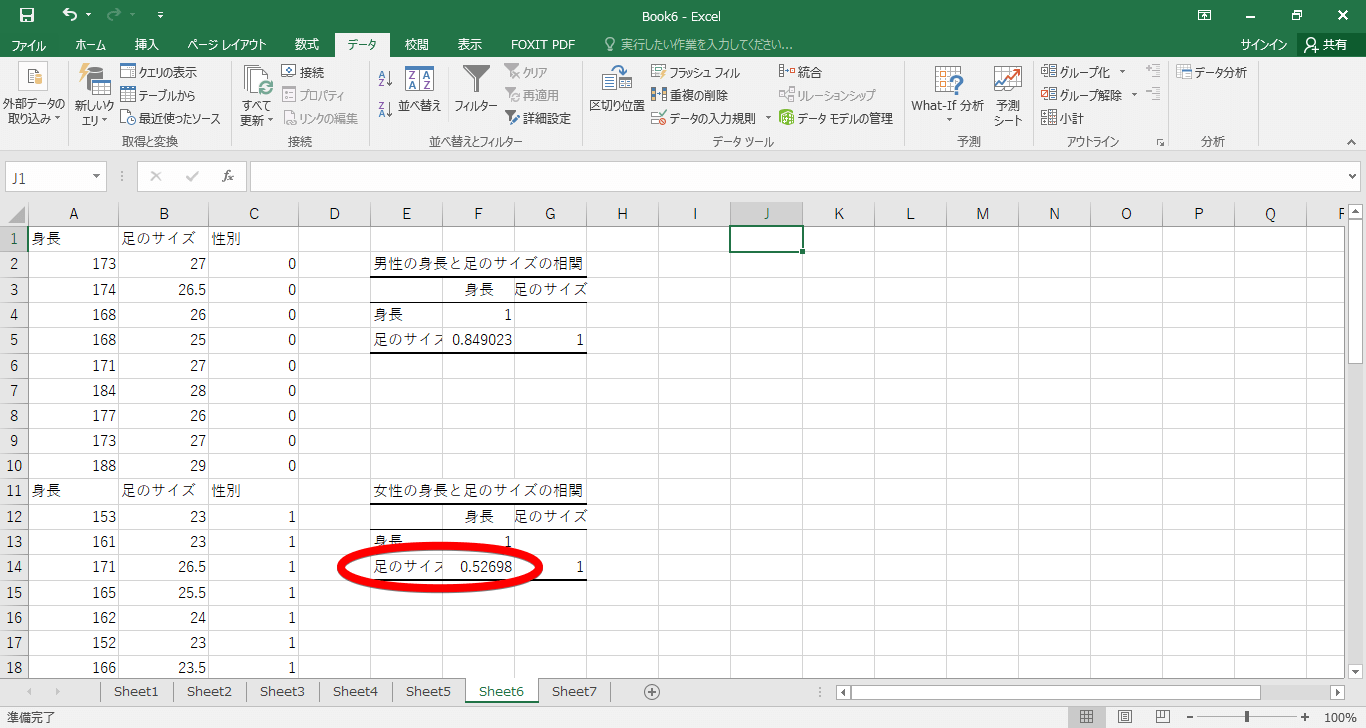 Book6 - Excel
ファイル ホーム 挿入 ページ レイアウト 数式 データ 校閲 表示 FOXIT PDF 実行したい作業を入力してください... サインイン 共有
外部データの取り込み
新しいクエリ
クエリの表示
テーブルから
最近使ったソース
取得と変換
すべて更新
接続
プロパティ
リンクの編集
接続
並べ替え
フィルター
クリア
再適用
詳細設定
並べ替えとフィルター
区切り位置
フラッシュ フィル
重複の削除
データの入力規則
統合
リレーションシップ
データ モデルの管理
データ ツール
What-If 分析
予測シート
予測
グループ化
グループ解除
小計
アウトライン
データ分析
分析
J1 fx
A B C D E F G H I J K L M N O P Q R
1 身長 足のサイズ 性別
2 173 27 0 男性の身長と足のサイズの相関
3 174 26.5 0 身長 足のサイズ
4 168 26 0 身長 1
5 168 25 0 足のサイズ 0.849023 1
6 171 27 0
7 184 28 0
8 177 26 0
9 173 27 0
10 188 29 0
11 身長 足のサイズ 性別 女性の身長と足のサイズの相関
12 153 23 1 身長 足のサイズ
13 161 23 1 身長 1
14 171 26.5 1 足のサイズ 0.52698 1
15 165 25.5 1
16 162 24 1
17 152 23 1
18 166 23.5 1
Sheet1 Sheet2 Sheet3 Sheet4 Sheet5 Sheet6 Sheet7
準備完了 100%